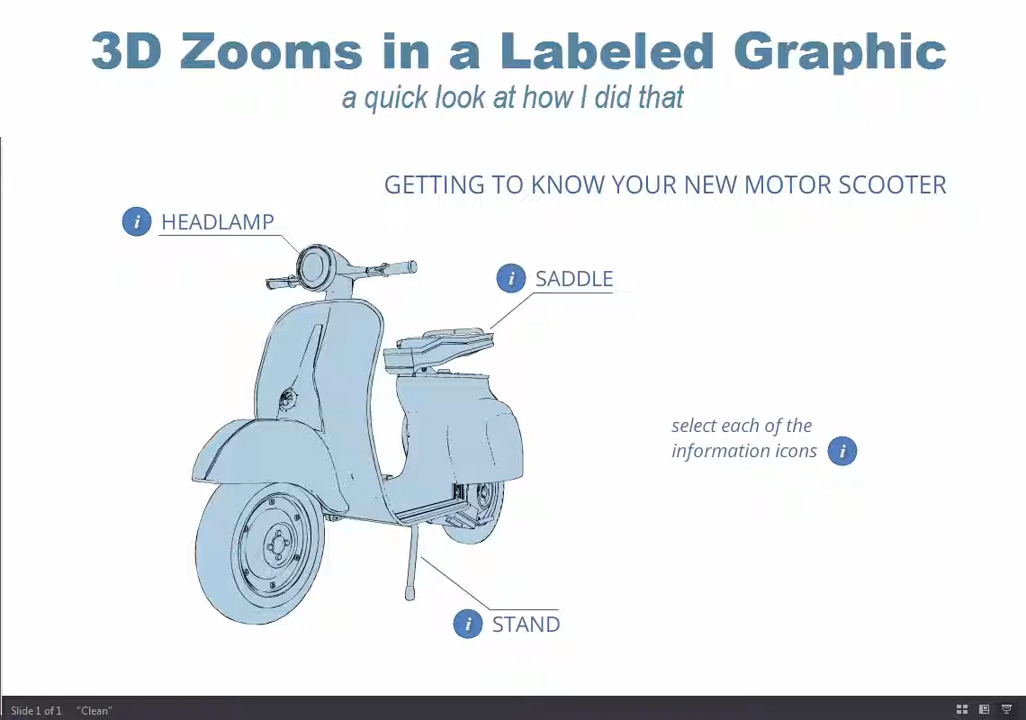 3D Zooms in a Labeled Graphic
a quick look at how I did that
GETTING TO KNOW YOUR NEW MOTOR SCOOTER
i HEADLAMP
i SADDLE
select each of the
information icons i
i STAND
Slide 1 of 1 "Clean"